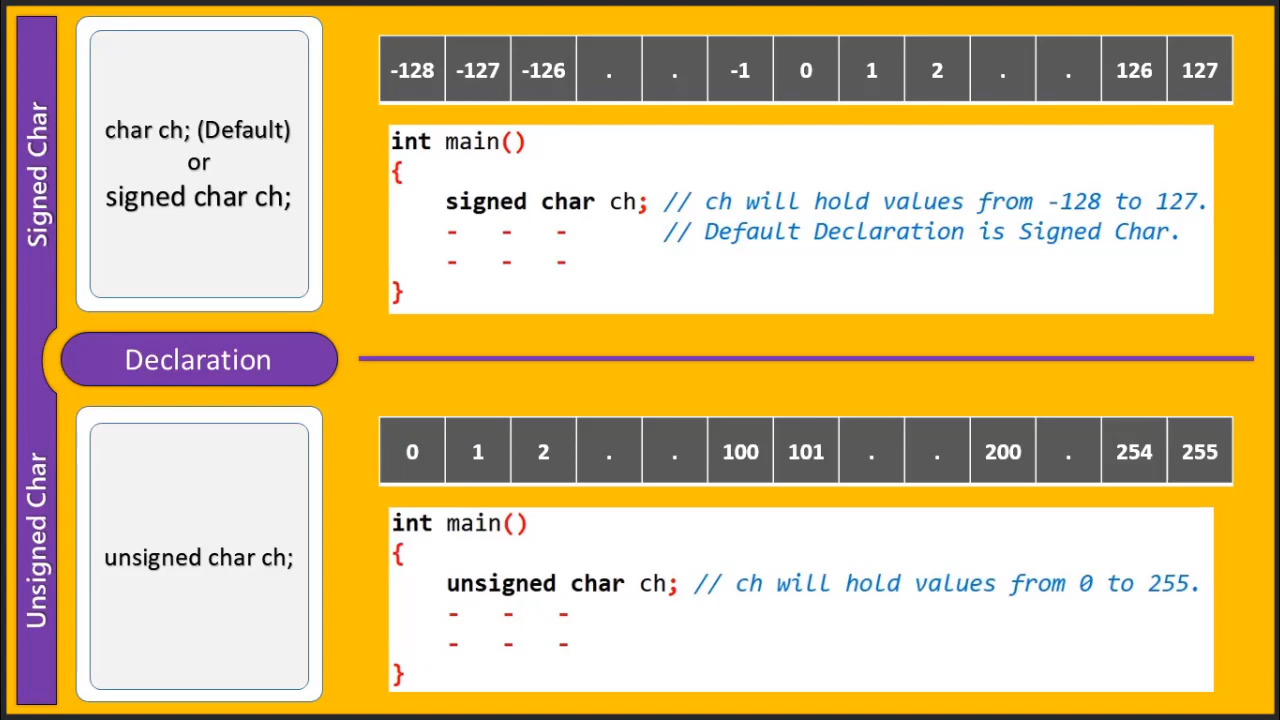 Signed Char
char ch; (Default)
or
signed char ch;
-128 -127 -126 . . -1 0 1 2 . . 126 127
int main()
{
signed char ch; // ch will hold values from -128 to 127.
- - - // Default Declaration is Signed Char.
- - -
}
Declaration
Unsigned Char
unsigned char ch;
0 1 2 . . 100 101 . . 200 . 254 255
int main()
{
unsigned char ch; // ch will hold values from 0 to 255.
- - -
- - -
}